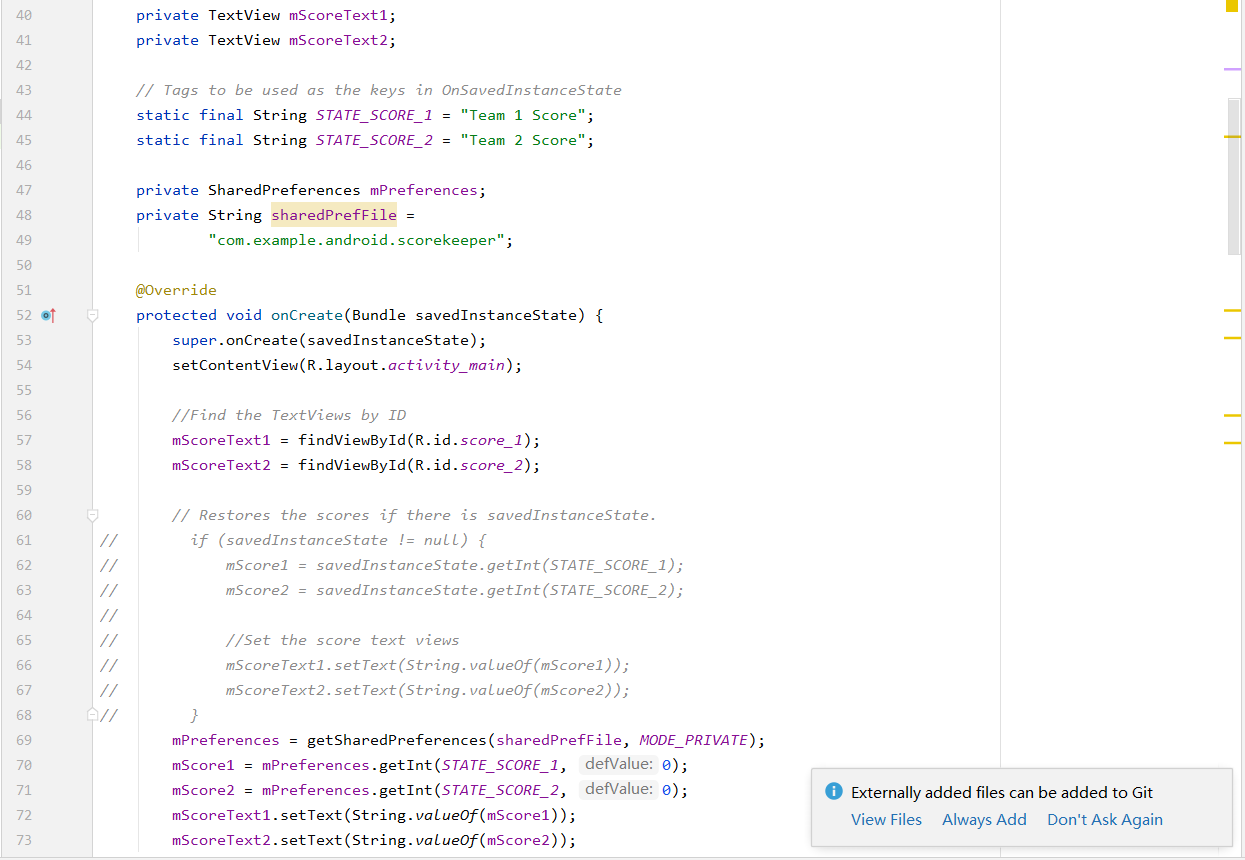 40 private TextView mScoreText1;
41 private TextView mScoreText2;
42
43 // Tags to be used as the keys in OnSavedInstanceState
44 static final String STATE_SCORE_1 = "Team 1 Score";
45 static final String STATE_SCORE_2 = "Team 2 Score";
46
47 private SharedPreferences mPreferences;
48 private String sharedPrefFile =
49 "com.example.android.scorekeeper";
50
51 @Override
52 protected void onCreate(Bundle savedInstanceState) {
53 super.onCreate(savedInstanceState);
54 setContentView(R.layout.activity_main);
55
56 //Find the TextViews by ID
57 mScoreText1 = findViewById(R.id.score_1);
58 mScoreText2 = findViewById(R.id.score_2);
59
60 // Restores the scores if there is savedInstanceState.
61 // if (savedInstanceState != null) {
62 // mScore1 = savedInstanceState.getInt(STATE_SCORE_1);
63 // mScore2 = savedInstanceState.getInt(STATE_SCORE_2);
64 //
65 // //Set the score text views
66 // mScoreText1.setText(String.valueOf(mScore1));
67 // mScoreText2.setText(String.valueOf(mScore2));
68 // }
69 mPreferences = getSharedPreferences(sharedPrefFile, MODE_PRIVATE);
70 mScore1 = mPreferences.getInt(STATE_SCORE_1, defValue: 0);
71 mScore2 = mPreferences.getInt(STATE_SCORE_2, defValue: 0);
72 mScoreText1.setText(String.valueOf(mScore1));
73 mScoreText2.setText(String.valueOf(mScore2));
Externally added files can be added to Git
View Files Always Add Don't Ask Again